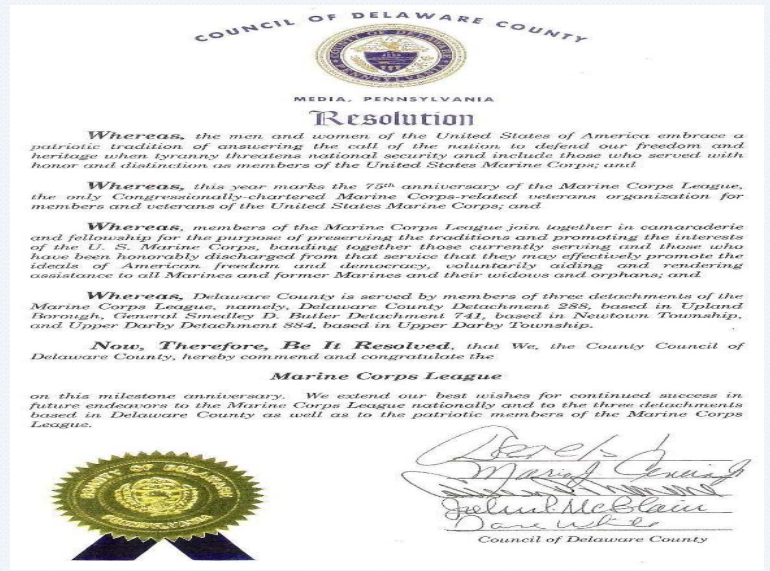 COUNCIL OF DELAWARE COUNTY
COUNTY OF DELAWARE
PENNSYLVANIA
MEDIA, PENNSYLVANIA
Resolution
Whereas, the men and women of the United States of America embrace a
patriotic tradition of answering the call of the nation to defend our freedom and
heritage when tyranny threatens national security and include those who served with
honor and distinction as members of the United States Marine Corps; and
Whereas, this year marks the 75th anniversary of the Marine Corps League,
the only Congressionally-chartered Marine Corps-related veterans organization for
members and veterans of the United States Marine Corps; and
Whereas, members of the Marine Corps League join together in camaraderie
and fellowship for the purpose of preserving the traditions and promoting the interests
of the U. S. Marine Corps, banding together those currently serving and those who
have been honorably discharged from that service that they may effectively promote the
ideals of American freedom and democracy, voluntarily aiding and rendering
assistance to all Marines and former Marines and their widows and orphans; and
Whereas, Delaware County is served by members of three detachments of the
Marine Corps League, namely, Delaware County Detachment 288, based in Upland
Borough, General Smedley D. Butler Detachment 741, based in Newtown Township,
and Upper Darby Detachment 884, based in Upper Darby Township.
Now, Therefore, Be It Resolved, that We, the County Council of
Delaware County, hereby commend and congratulate the
Marine Corps League
on this milestone anniversary. We extend our best wishes for continued success in
future endeavors to the Marine Corps League nationally and to the three detachments
based in Delaware County as well as to the patriotic members of the Marine Corps
League.
COUNTY OF DELAWARE
PENNSYLVANIA
McBlain
Dave White
Council of Delaware County